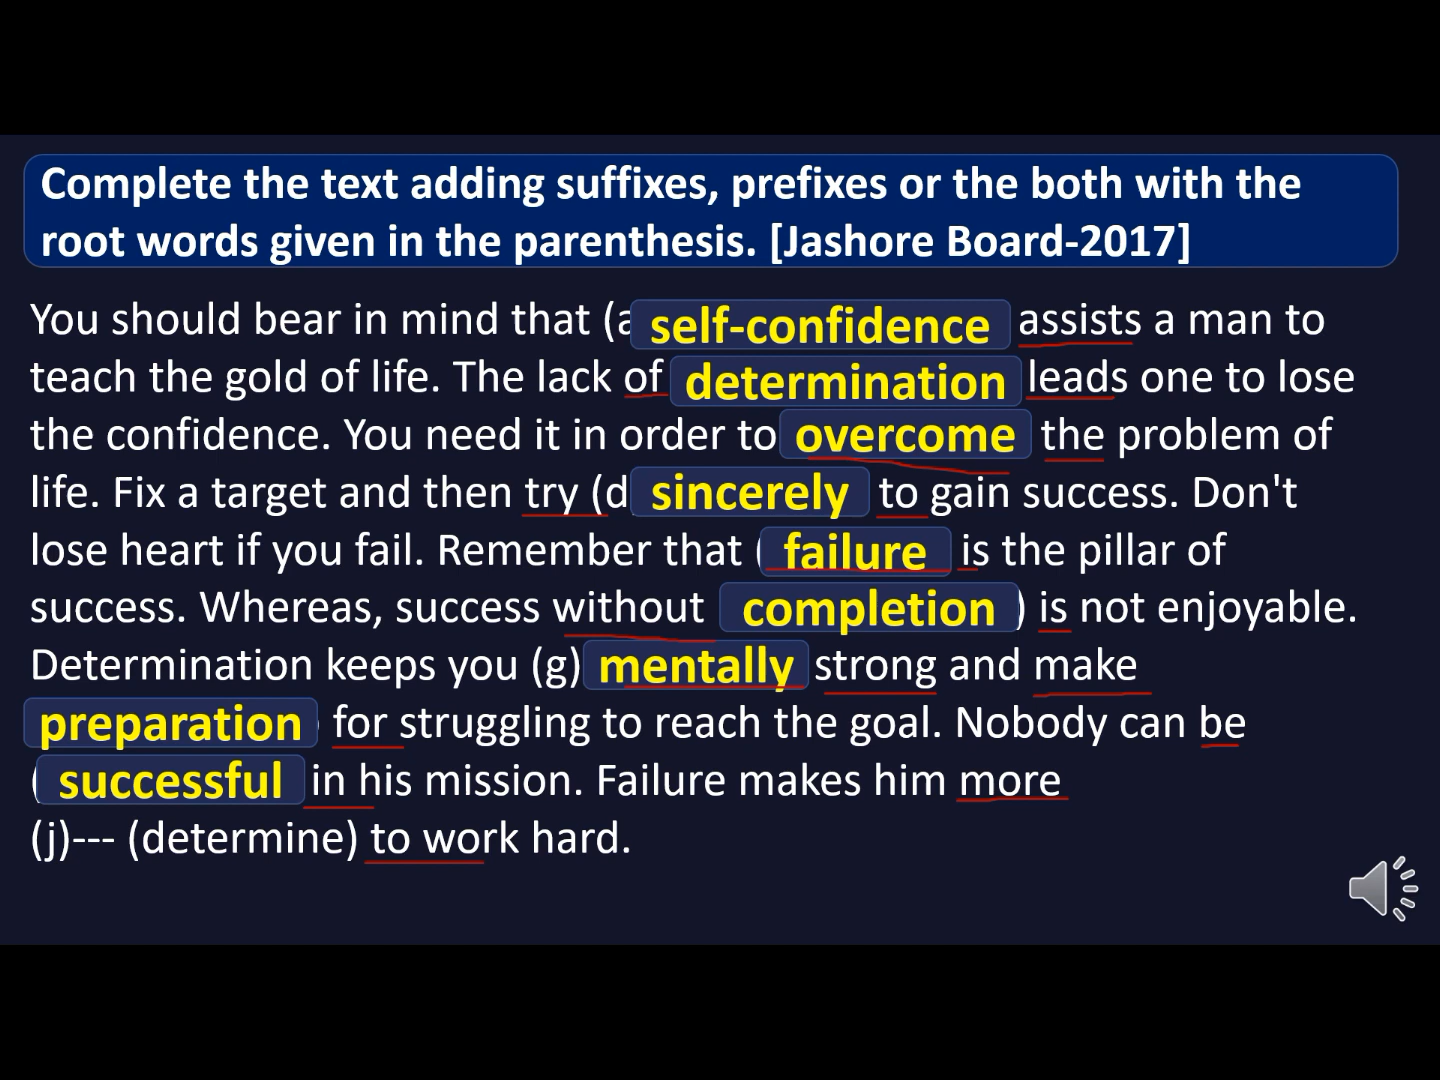 Complete the text adding suffixes, prefixes or the both with the
root words given in the parenthesis. [Jashore Board-2017]
You should bear in mind that (a self-confidence assists a man to
teach the gold of life. The lack of determination leads one to lose
the confidence. You need it in order to overcome the problem of
life. Fix a target and then try (d sincerely to gain success. Don't
lose heart if you fail. Remember that ( failure is the pillar of
success. Whereas, success without completion ) is not enjoyable.
Determination keeps you (g) mentally strong and make
preparation for struggling to reach the goal. Nobody can be
( successful in his mission. Failure makes him more
(j)--- (determine) to work hard.